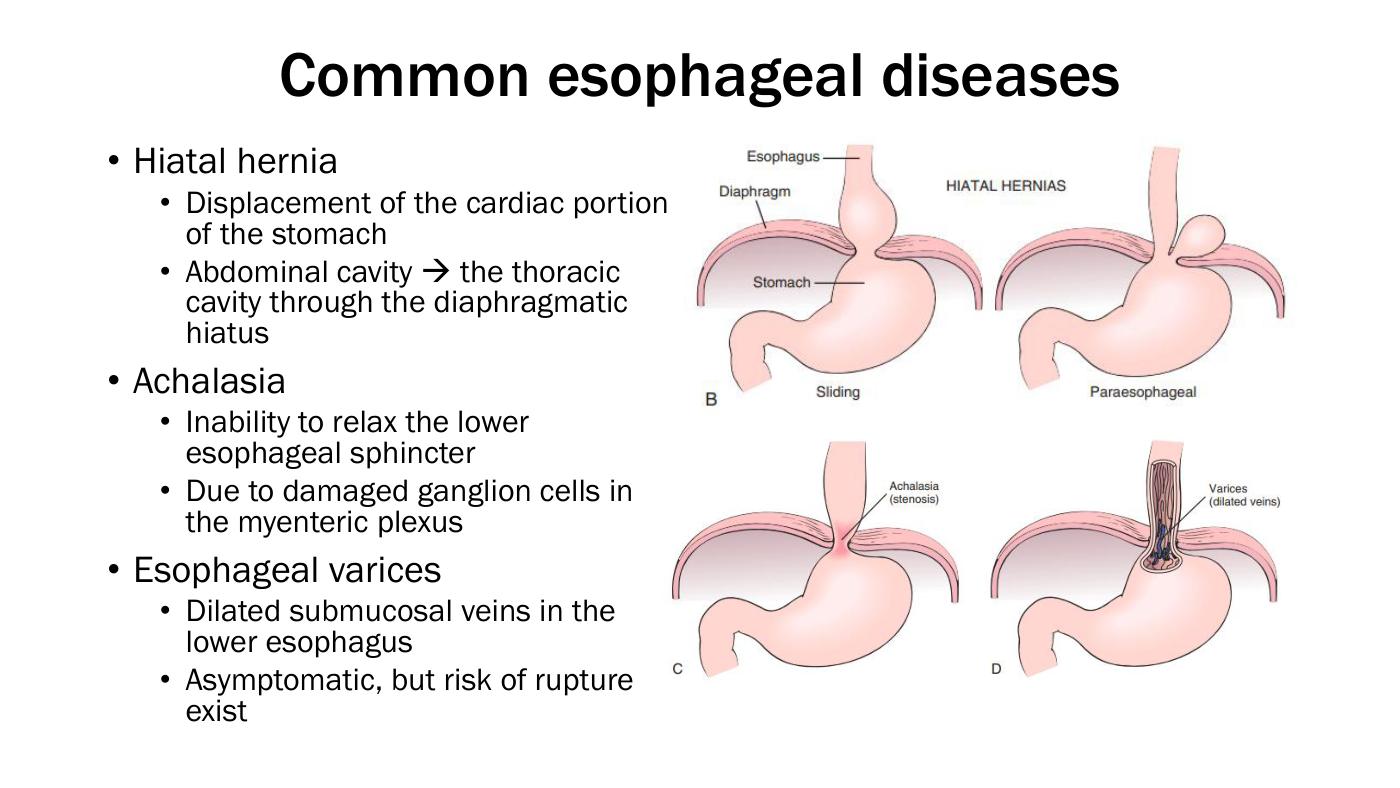 Common esophageal diseases
• Hiatal hernia
• Displacement of the cardiac portion
of the stomach
• Abdominal cavity → the thoracic
cavity through the diaphragmatic
hiatus
• Achalasia
• Inability to relax the lower
esophageal sphincter
• Due to damaged ganglion cells in
the myenteric plexus
• Esophageal varices
• Dilated submucosal veins in the
lower esophagus
• Asymptomatic, but risk of rupture
exist
Esophagus
Diaphragm
HIATAL HERNIAS
Stomach
B
Sliding
Paraesophageal
Achalasia
(stenosis)
C
Varices
(dilated veins)
D